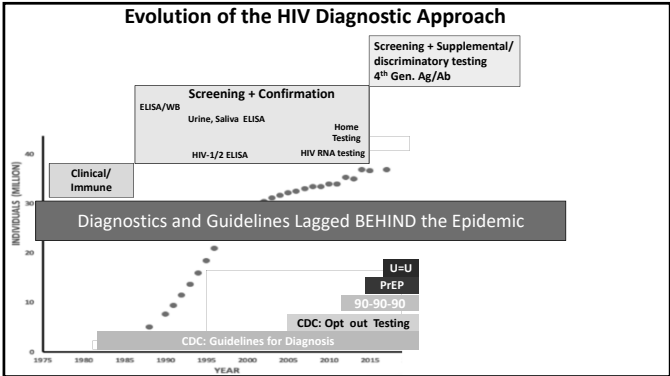 Evolution of the HIV Diagnostic Approach
Screening + Supplemental/
discriminatory testing
4th Gen. Ag/Ab
Screening + Confirmation
ELISA/WB
Urine, Saliva ELISA
Home
Testing
HIV-1/2 ELISA
HIV RNA testing
Clinical/
Immune
Diagnostics and Guidelines Lagged BEHIND the Epidemic
U=U
PrEP
90-90-90
CDC: Opt out Testing
CDC: Guidelines for Diagnosis
INDIVIDUALS (MILLION)
40
30
20
10
0
1975
1980
1985
1990
1995
2000
2005
2010
2015
YEAR